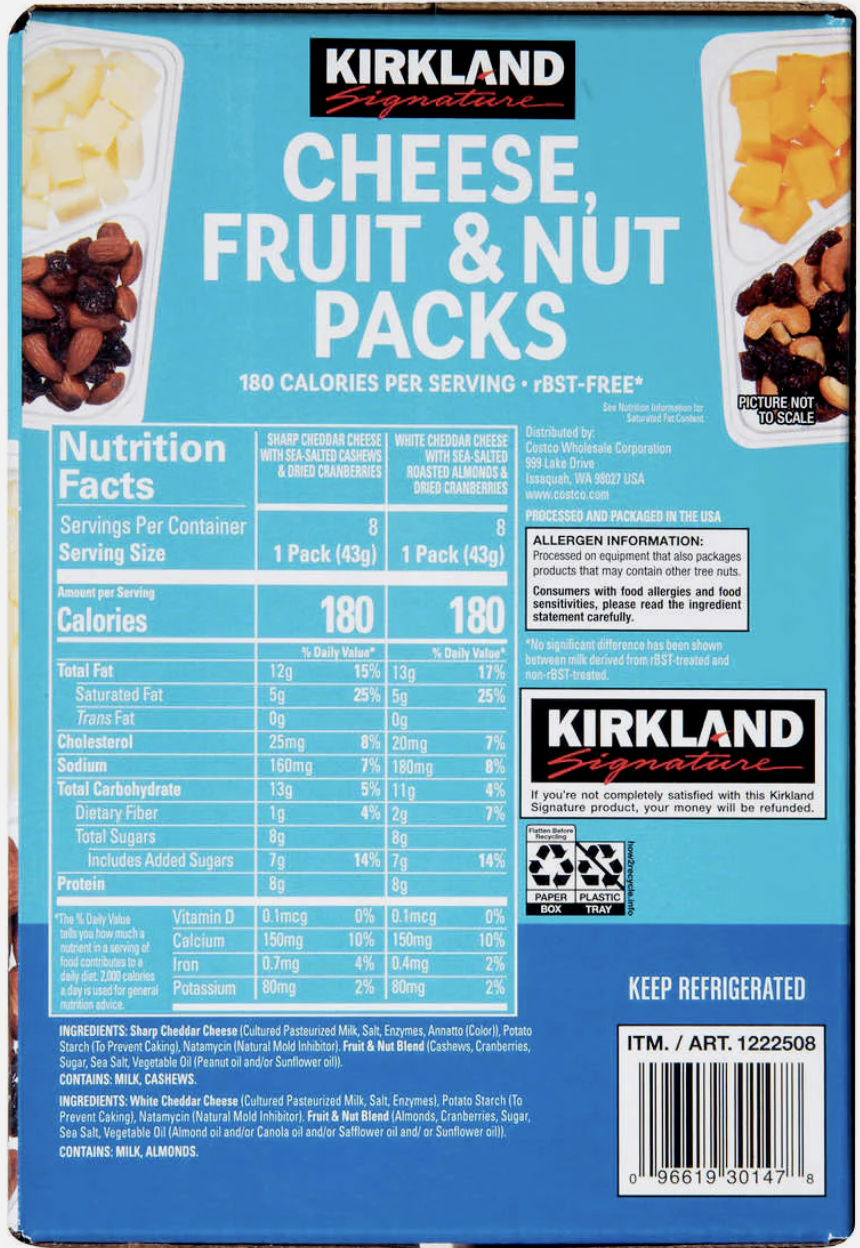 KIRKLAND
Signature
CHEESE,
FRUIT & NUT
PACKS
180 CALORIES PER SERVING • rBST-FREE*
See Nutrition Information for
Saturated Fat Content.
PICTURE NOT
TO SCALE
Nutrition
Facts
SHARP CHEDDAR CHEESE
WITH SEA-SALTED CASHEWS
& DRIED CRANBERRIES
WHITE CHEDDAR CHEESE
WITH SEA-SALTED
ROASTED ALMONDS &
DRIED CRANBERRIES
Servings Per Container 8 8
Serving Size 1 Pack (43g) 1 Pack (43g)
Amount per Serving
Calories 180 180
% Daily Value* % Daily Value*
Total Fat 12g 15% 13g 17%
Saturated Fat 5g 25% 5g 25%
Trans Fat 0g 0g
Cholesterol 25mg 8% 20mg 7%
Sodium 160mg 7% 180mg 8%
Total Carbohydrate 13g 5% 11g 4%
Dietary Fiber 1g 4% 2g 7%
Total Sugars 8g 8g
Includes Added Sugars 7g 14% 7g 14%
Protein 8g 8g
Vitamin D 0.1mcg 0% 0.1mcg 0%
Calcium 150mg 10% 150mg 10%
Iron 0.7mg 4% 0.4mg 2%
Potassium 80mg 2% 80mg 2%
*The % Daily Value
tells you how much a
nutrient in a serving of
food contributes to a
daily diet. 2,000 calories
a day is used for general
nutrition advice.
Distributed by:
Costco Wholesale Corporation
999 Lake Drive
Issaquah, WA 98027 USA
www.costco.com
PROCESSED AND PACKAGED IN THE USA
ALLERGEN INFORMATION:
Processed on equipment that also packages
products that may contain other tree nuts.
Consumers with food allergies and food
sensitivities, please read the ingredient
statement carefully.
*No significant difference has been shown
between milk derived from rBST-treated and
non-rBST-treated.
KIRKLAND
Signature
If you're not completely satisfied with this Kirkland
Signature product, your money will be refunded.
Flatten Before
Recycling
PAPER
BOX
PLASTIC
TRAY
how2recycle.info
KEEP REFRIGERATED
INGREDIENTS: Sharp Cheddar Cheese (Cultured Pasteurized Milk, Salt, Enzymes, Annatto (Color)), Potato
Starch (To Prevent Caking), Natamycin (Natural Mold Inhibitor). Fruit & Nut Blend (Cashews, Cranberries,
Sugar, Sea Salt, Vegetable Oil (Peanut oil and/or Sunflower oil)).
CONTAINS: MILK, CASHEWS.
INGREDIENTS: White Cheddar Cheese (Cultured Pasteurized Milk, Salt, Enzymes), Potato Starch (To
Prevent Caking), Natamycin (Natural Mold Inhibitor). Fruit & Nut Blend (Almonds, Cranberries, Sugar,
Sea Salt, Vegetable Oil (Almond oil and/or Canola oil and/or Safflower oil and/ or Sunflower oil)).
CONTAINS: MILK, ALMONDS.
ITM. / ART. 1222508
0 96619 30147 8